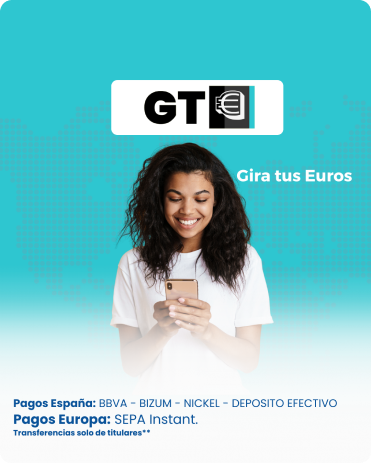 GT€
Gira tus Euros
Pagos España: BBVA - BIZUM - NICKEL - DEPOSITO EFECTIVO
Pagos Europa: SEPA Instant.
Transferencias solo de titulares**